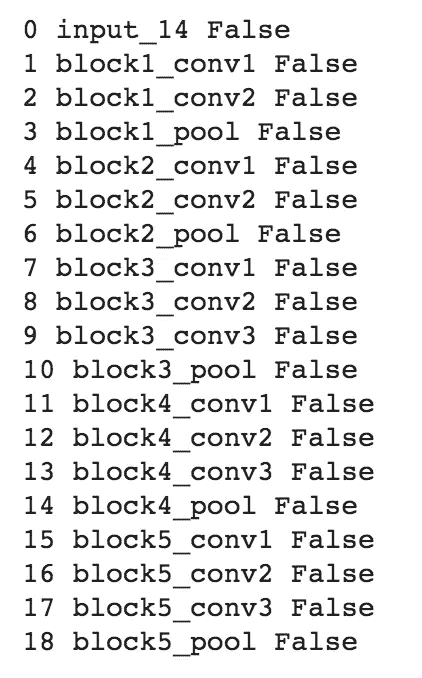 0 input_14 False
1 block1_conv1 False
2 block1_conv2 False
3 block1_pool False
4 block2_conv1 False
5 block2_conv2 False
6 block2_pool False
7 block3_conv1 False
8 block3_conv2 False
9 block3_conv3 False
10 block3_pool False
11 block4_conv1 False
12 block4_conv2 False
13 block4_conv3 False
14 block4_pool False
15 block5_conv1 False
16 block5_conv2 False
17 block5_conv3 False
18 block5_pool False